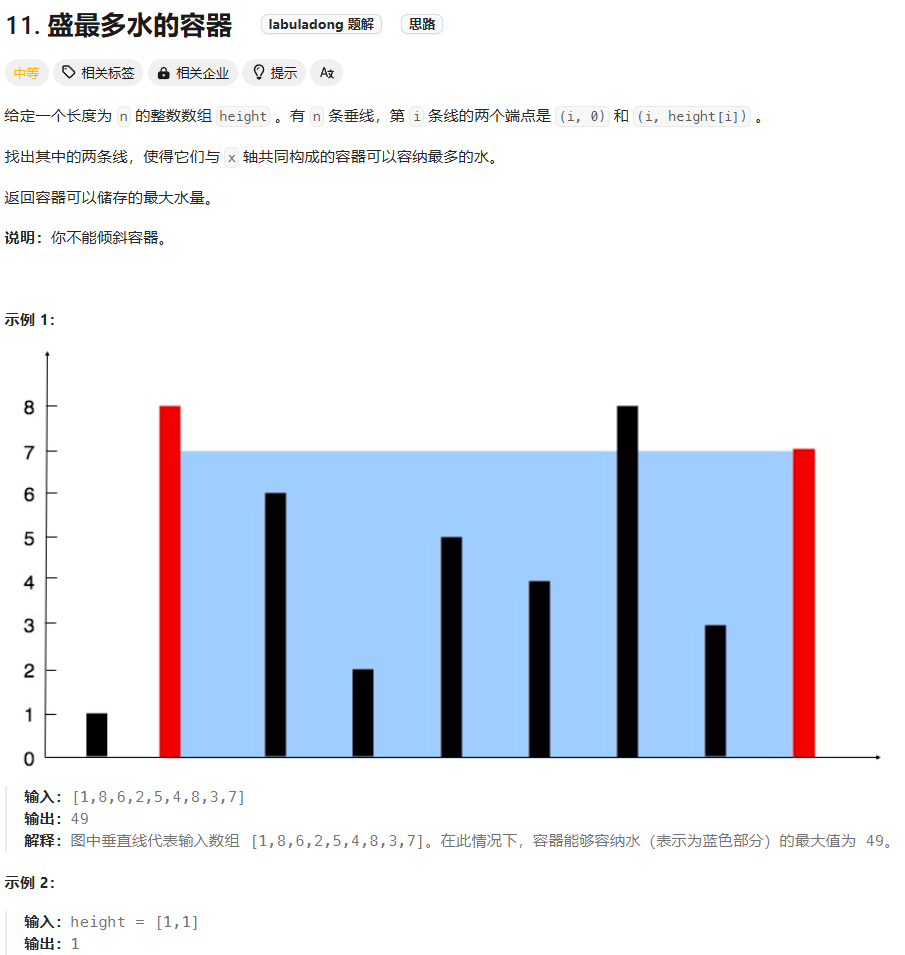 11. 盛最多水的容器 labuladong 题解 思路
中等 相关标签 相关企业 提示 Ax
给定一个长度为 n 的整数数组 height 。有 n 条垂线，第 i 条线的两个端点是 (i, 0) 和 (i, height[i]) 。
找出其中的两条线，使得它们与 x 轴共同构成的容器可以容纳最多的水。
返回容器可以储存的最大水量。
说明：你不能倾斜容器。
示例 1：
8
7
6
5
4
3
2
1
0
输入：[1,8,6,2,5,4,8,3,7]
输出：49
解释：图中垂直线代表输入数组 [1,8,6,2,5,4,8,3,7]。在此情况下，容器能够容纳水（表示为蓝色部分）的最大值为 49。
示例 2：
输入：height = [1,1]
输出：1